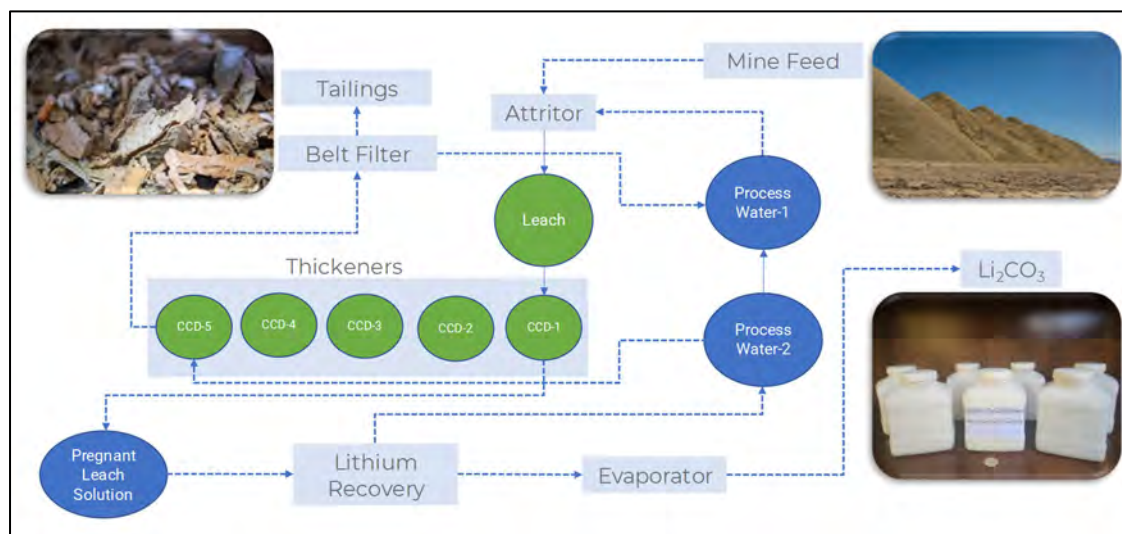 Mine Feed
Tailings
Attritor
Belt Filter
Process
Water-1
Leach
Thickeners
Li₂CO₃
CCD-5
CCD-4
CCD-3
CCD-2
CCD-1
Process
Water-2
Pregnant
Leach
Solution
Lithium
Recovery
Evaporator